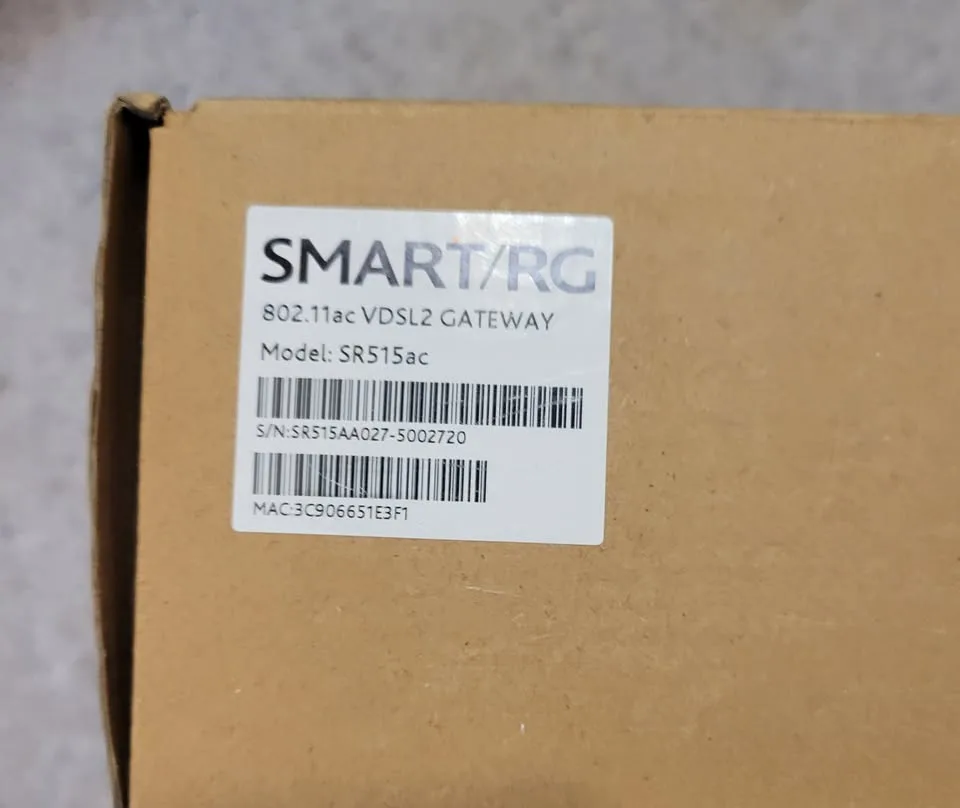 SMART/RG
802.11ac VDSL2 GATEWAY
Model: SR515ac
S/N:SR515AA027-5002720
MAC:3C906651E3F1